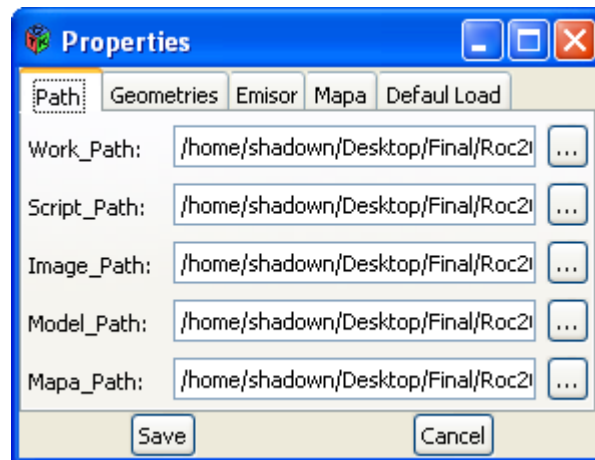 Properties
Path Geometries Emisor Mapa Defaul Load
Work_Path: /home/shadown/Desktop/Final/Roc2
...
Script_Path: /home/shadown/Desktop/Final/Roc2
...
Image_Path: /home/shadown/Desktop/Final/Roc2
...
Model_Path: /home/shadown/Desktop/Final/Roc2
...
Mapa_Path: /home/shadown/Desktop/Final/Roc2
...
Save Cancel